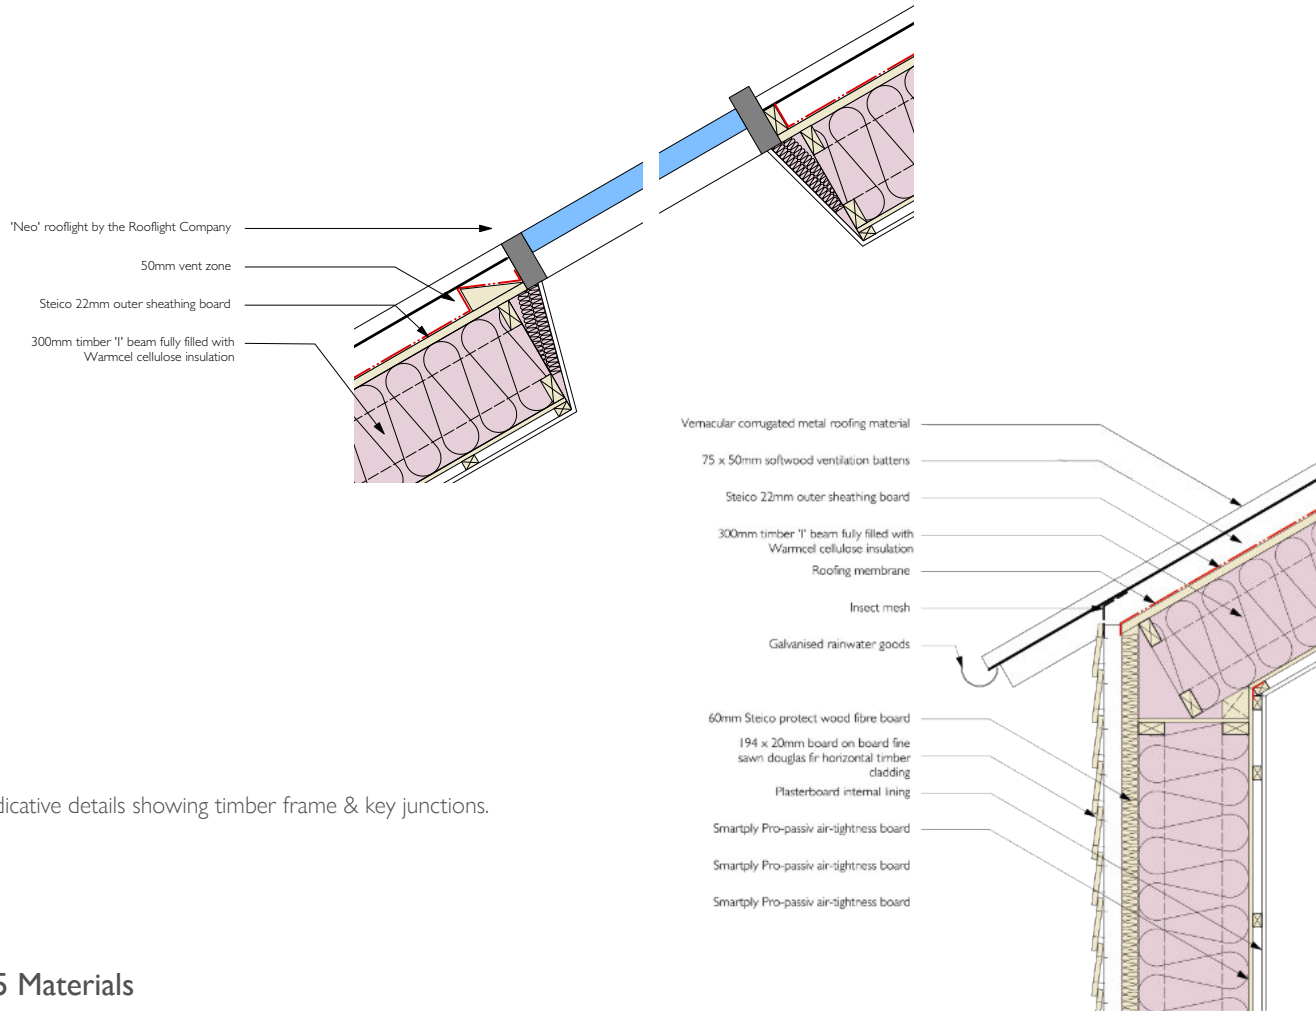 'Neo' rooflight by the Rooflight Company
50mm vent zone
Steico 22mm outer sheathing board
300mm timber 'I' beam fully filled with
Warmcel cellulose insulation
Vernacular corrugated metal roofing material
75 x 50mm softwood ventilation battens
Steico 22mm outer sheathing board
300mm timber 'I' beam fully filled with
Warmcel cellulose insulation
Roofing membrane
Insect mesh
Galvanised rainwater goods
60mm Steico protect wood fibre board
194 x 20mm board on board fine
sawn douglas fir horizontal timber
cladding
Plasterboard internal lining
Smartply Pro-passiv air-tightness board
Smartply Pro-passiv air-tightness board
Smartply Pro-passiv air-tightness board
dicative details showing timber frame & key junctions.
5 Materials